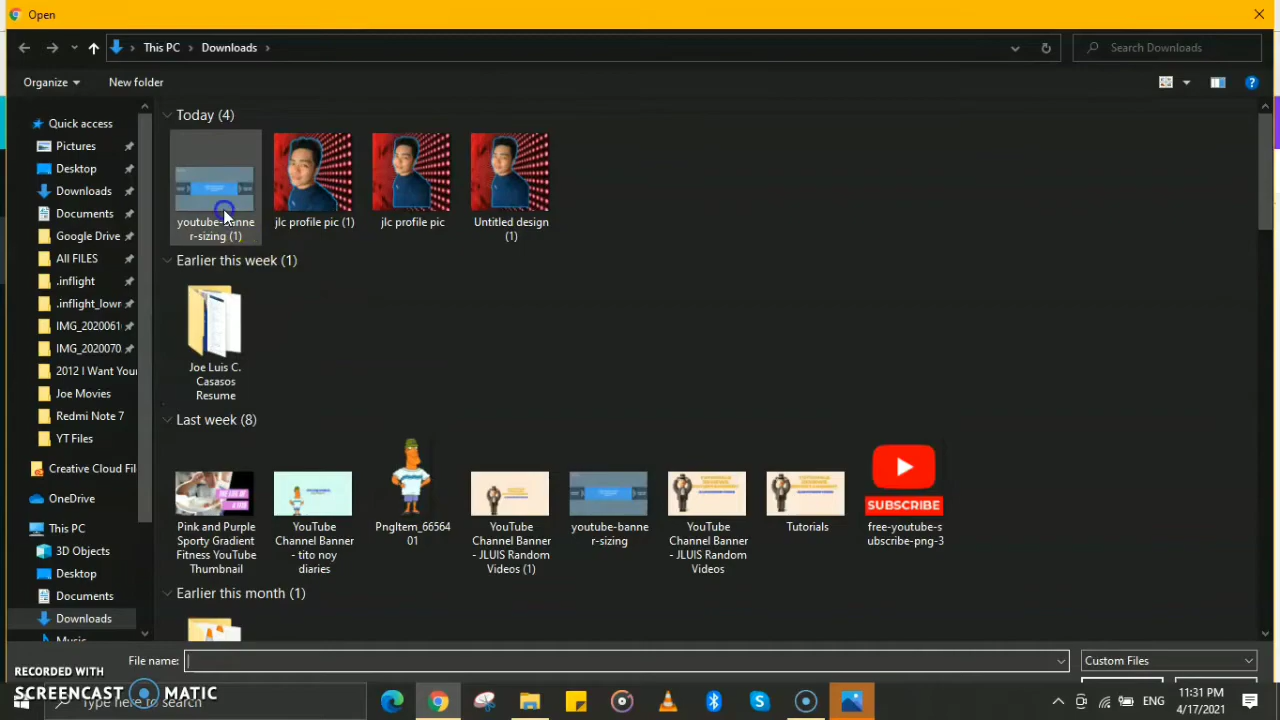 Open
This PC
Downloads
Search Downloads
Organize
New folder
Quick access
Pictures
Desktop
Downloads
Documents
Google Drive
All FILES
.inflight
.inflight_lowr
IMG_2020061
IMG_2020070
2012 I Want Your
Joe Movies
Redmi Note 7
YT Files
Creative Cloud Fil
OneDrive
This PC
3D Objects
Desktop
Documents
Downloads
Music
Today (4)
youtube-banne
r-sizing (1)
jlc profile pic (1)
jlc profile pic
Untitled design
(1)
Earlier this week (1)
Joe Luis C.
Casasos
Resume
Last week (8)
Pink and Purple
Sporty Gradient
Fitness YouTube
Thumbnail
YouTube
Channel Banner
- tito noy
diaries
PngItem_66564
01
YouTube
Channel Banner
- JLUIS Random
Videos (1)
youtube-banne
r-sizing
YouTube
Channel Banner
- JLUIS Random
Videos
Tutorials
SUBSCRIBE
free-youtube-s
ubscribe-png-3
Earlier this month (1)
File name:
Custom Files
RECORDED WITH
SCREENCAST MATIC
Type here to search
ENG
11:31 PM
4/17/2021